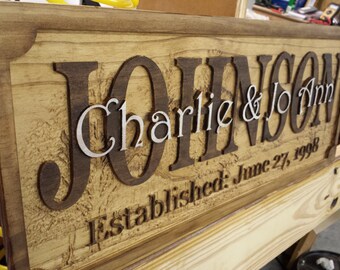 JOHNSON
Charlie & Jo Ann
Established: June 27, 1998